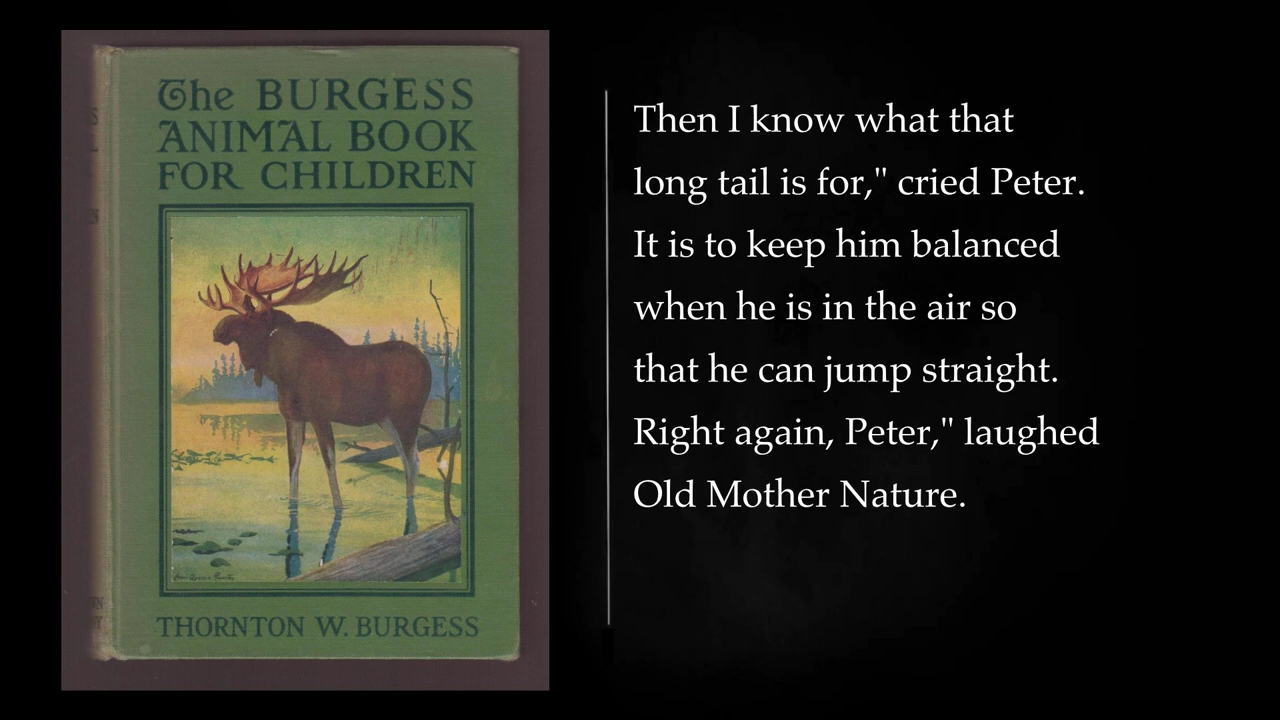 The BURGESS
ANIMAL BOOK
FOR CHILDREN
THORNTON W. BURGESS
Then I know what that
long tail is for," cried Peter.
It is to keep him balanced
when he is in the air so
that he can jump straight.
Right again, Peter," laughed
Old Mother Nature.